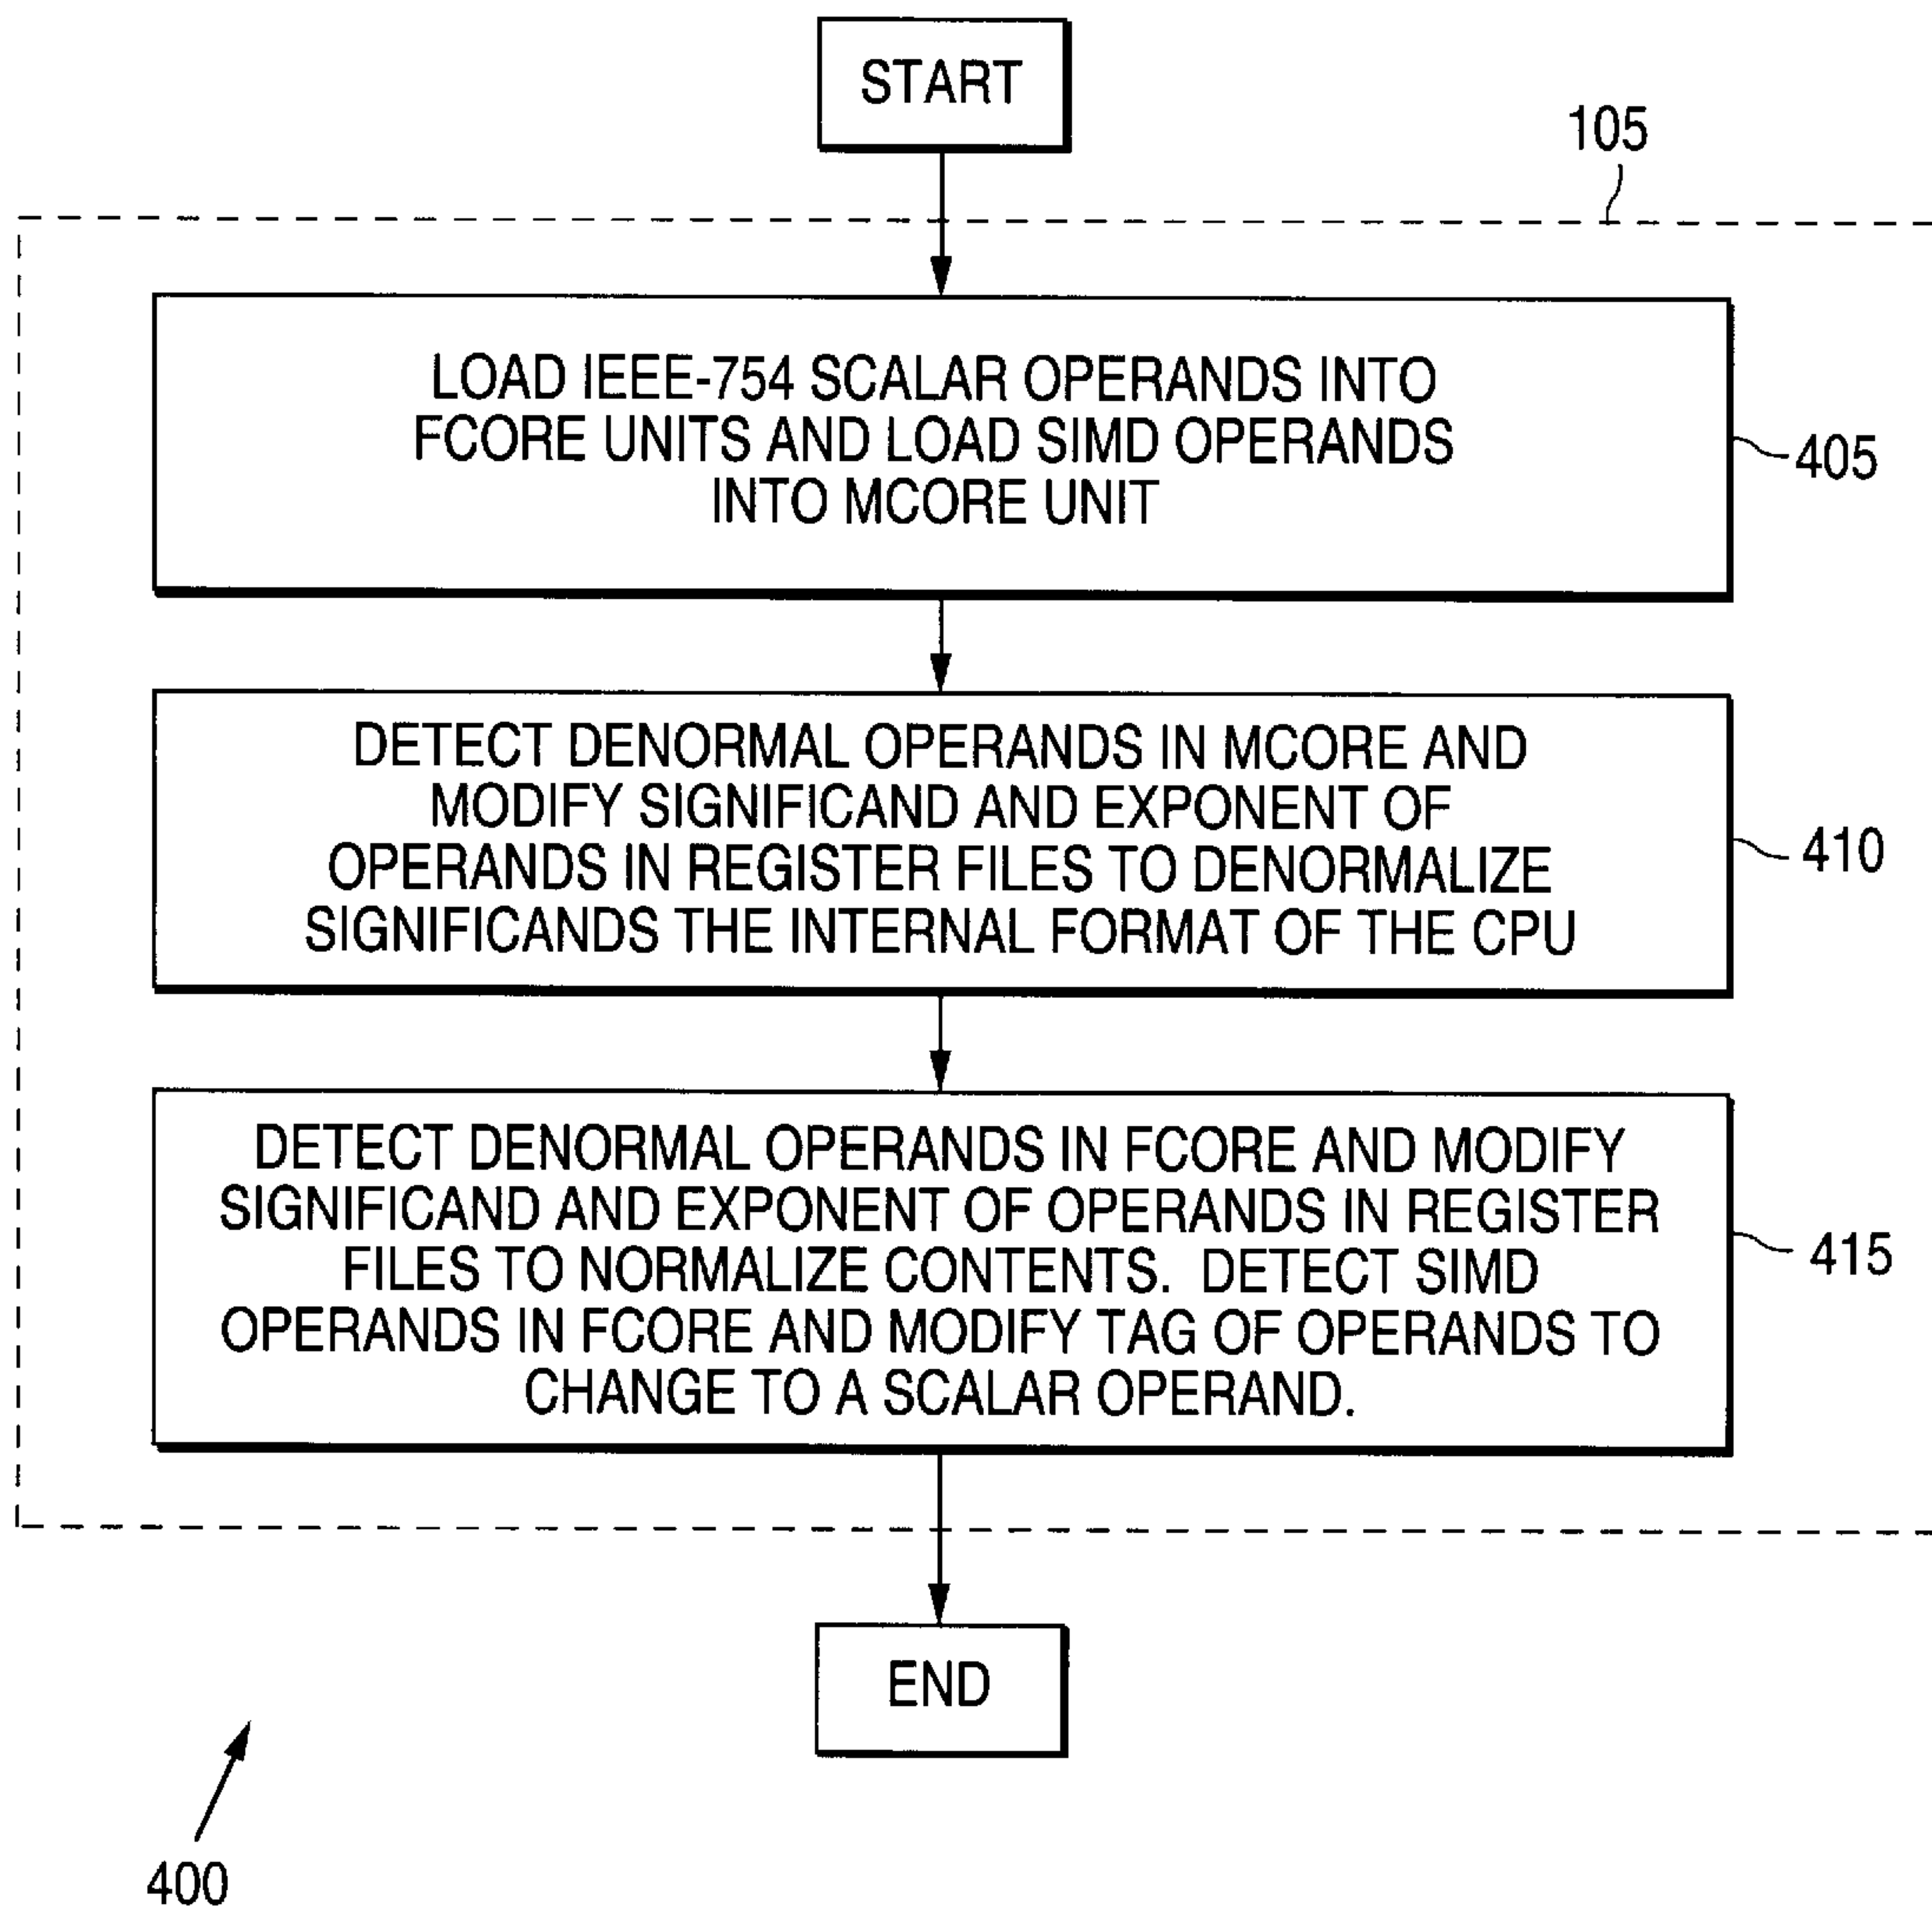 START
105
LOAD IEEE-754 SCALAR OPERANDS INTO
FCORE UNITS AND LOAD SIMD OPERANDS
INTO MCORE UNIT
405
DETECT DENORMAL OPERANDS IN MCORE AND
MODIFY SIGNIFICAND AND EXPONENT OF
OPERANDS IN REGISTER FILES TO DENORMALIZE
SIGNIFICANDS THE INTERNAL FORMAT OF THE CPU
410
DETECT DENORMAL OPERANDS IN FCORE AND MODIFY
SIGNIFICAND AND EXPONENT OF OPERANDS IN REGISTER
FILES TO NORMALIZE CONTENTS. DETECT SIMD
OPERANDS IN FCORE AND MODIFY TAG OF OPERANDS TO
CHANGE TO A SCALAR OPERAND.
415
END
400